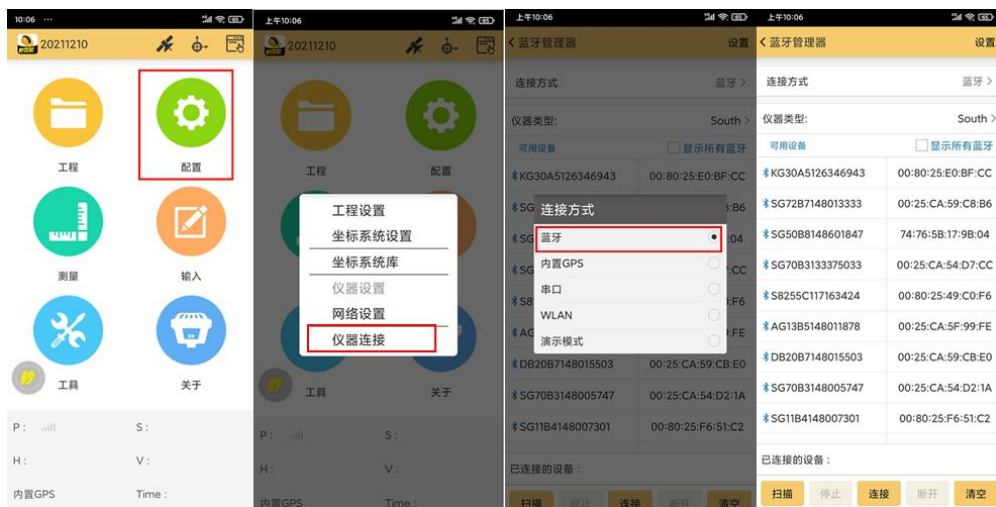 10:06 ···
65
20211210
工程
配置
测量
输入
工具
关于
P :
S :
H :
V :
内置GPS
Time :
上午10:06
65
20211210
工程设置
坐标系统设置
坐标系统库
仪器设置
网络设置
仪器连接
工程
配置
工具
关于
P :
S :
H :
V :
内置GPS
Time :
上午10:06
65
蓝牙管理器
设置
连接方式
蓝牙 >
仪器类型:
South >
可用设备
显示所有蓝牙
KG30A5126346943 00:80:25:E0:BF:CC
SG
:B6
SG
:04
SG
:CC
S8
:F6
AG
:FE
连接方式
蓝牙
内置GPS
串口
WLAN
演示模式
DB20B7148015503 00:25:CA:59:CB:E0
SG70B3148005747 00:25:CA:54:D2:1A
SG11B4148007301 00:80:25:F6:51:C2
已连接的设备 :
扫描 停止 连接 断开 清空
上午10:06
65
蓝牙管理器
设置
连接方式
蓝牙 >
仪器类型:
South >
可用设备
显示所有蓝牙
KG30A5126346943 00:80:25:E0:BF:CC
SG72B7148013333 00:25:CA:59:C8:B6
SG50B8148601847 74:76:5B:17:9B:04
SG70B3133375033 00:25:CA:54:D7:CC
S8255C117163424 00:80:25:49:C0:F6
AG13B5148011878 00:25:CA:5F:99:FE
DB20B7148015503 00:25:CA:59:CB:E0
SG70B3148005747 00:25:CA:54:D2:1A
SG11B4148007301 00:80:25:F6:51:C2
已连接的设备 :
扫描 停止 连接 断开 清空